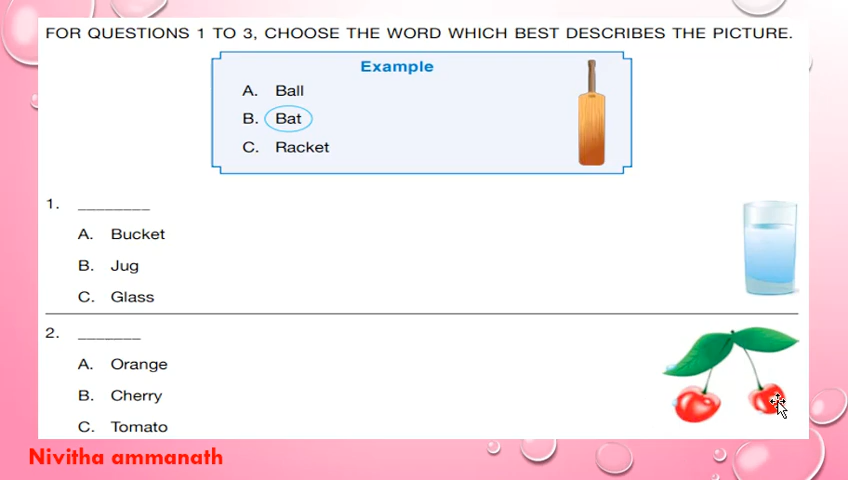 FOR QUESTIONS 1 TO 3, CHOOSE THE WORD WHICH BEST DESCRIBES THE PICTURE.
Example
A. Ball
B. Bat
C. Racket
1. ________
A. Bucket
B. Jug
C. Glass
2. _______
A. Orange
B. Cherry
C. Tomato
Nivitha ammanath